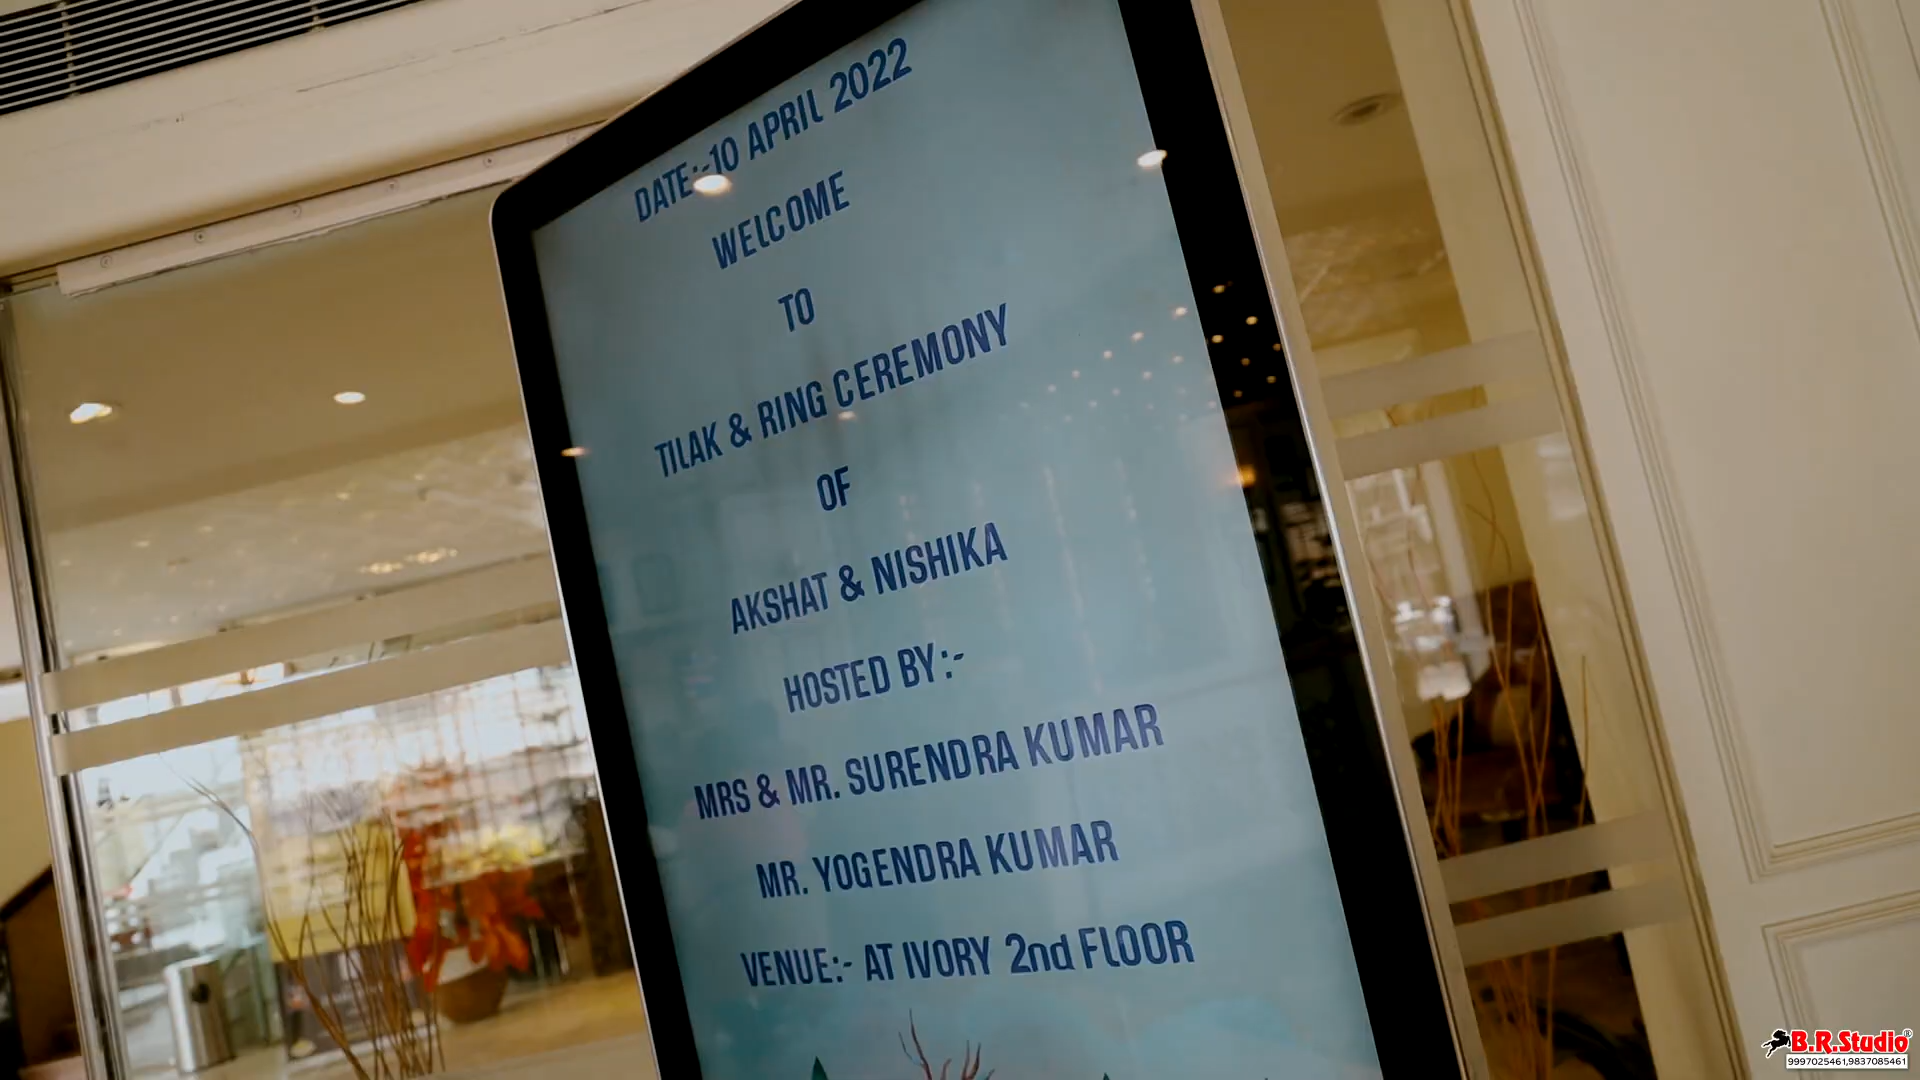 DATE:-10 APRIL 2022
WELCOME
TO
TILAK & RING CEREMONY
OF
AKSHAT & NISHIKA
HOSTED BY:-
MRS & MR. SURENDRA KUMAR
MR. YOGENDRA KUMAR
VENUE:- AT IVORY 2nd FLOOR
B.R.Studio®
9997025461,9837085461